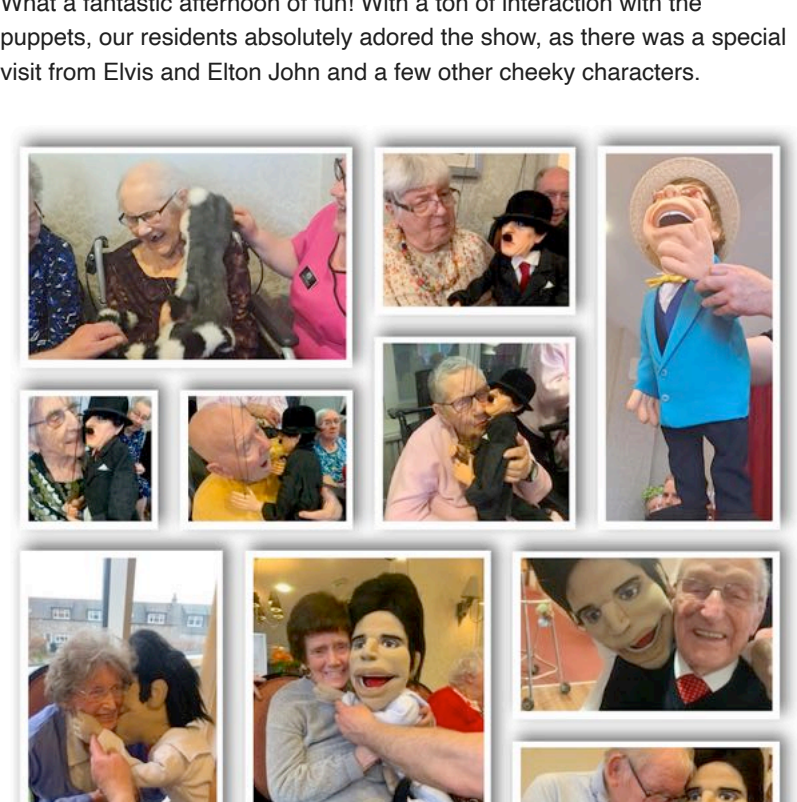 What a fantastic afternoon of fun! With a ton of interaction with the
puppets, our residents absolutely adored the show, as there was a special
visit from Elvis and Elton John and a few other cheeky characters.